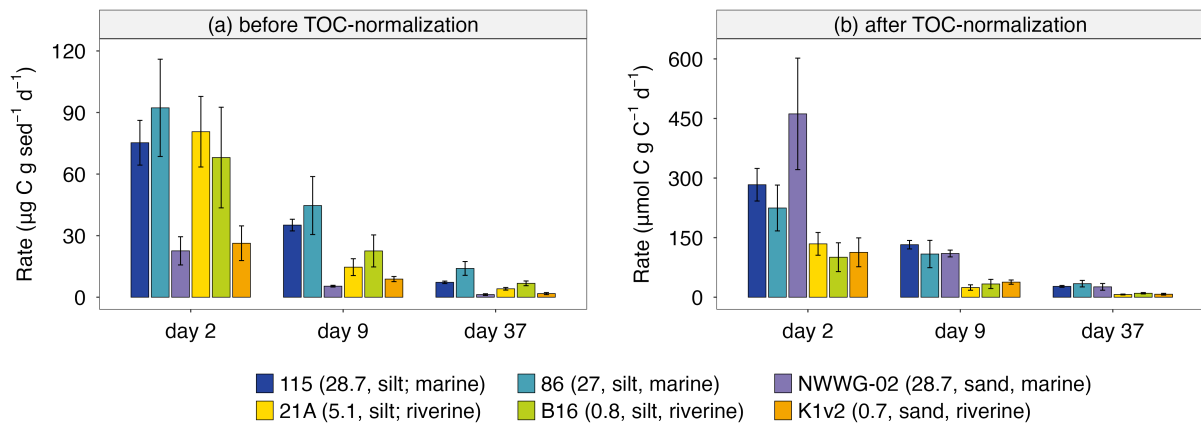 (a) before TOC-normalization
(b) after TOC-normalization
Rate (µg C g sed⁻¹ d⁻¹)
120
90
60
30
0
day 2
day 9
day 37
Rate (µmol C g C⁻¹ d⁻¹)
600
450
300
150
0
day 2
day 9
day 37
115 (28.7, silt; marine)
86 (27, silt, marine)
NWWG-02 (28.7, sand, marine)
21A (5.1, silt; riverine)
B16 (0.8, silt, riverine)
K1v2 (0.7, sand, riverine)